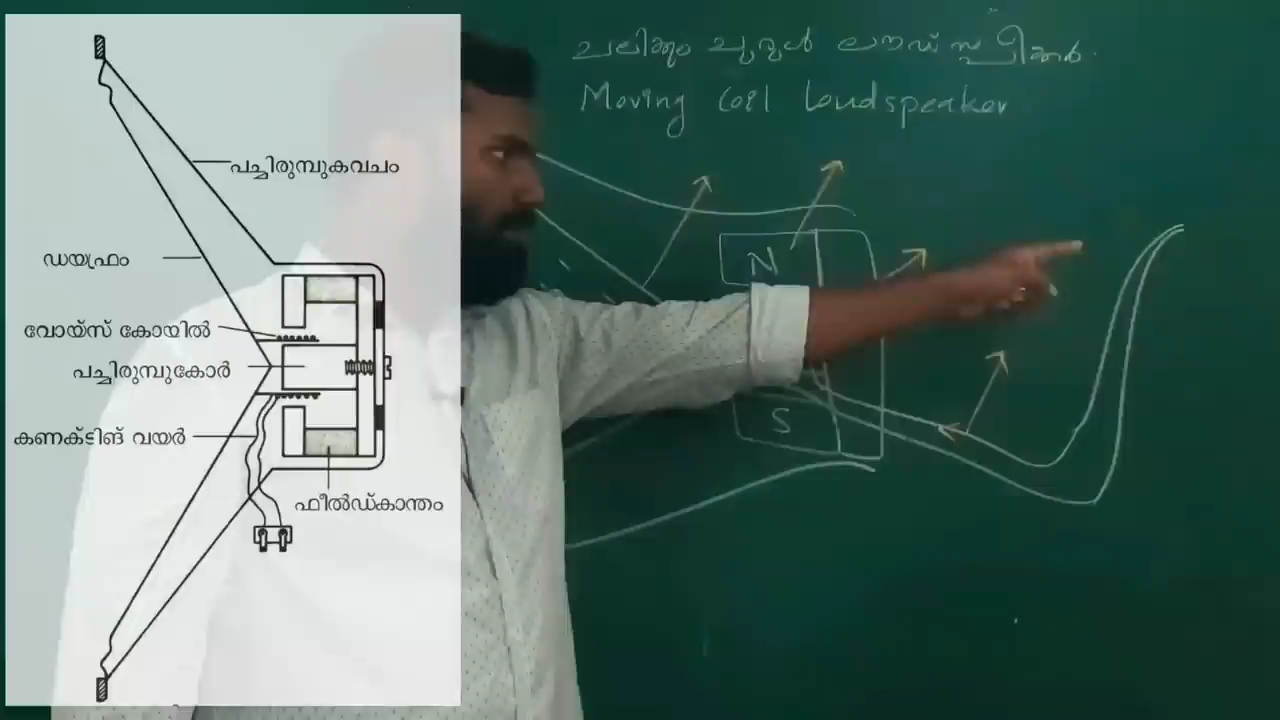 ചലിക്കും ചുരുൾ ലൗഡ് സ്പീക്കർ
Moving coil loudspeaker
N
S
പച്ചിരുമ്പുകവചം
ഡയഫ്രം
വോയ്സ് കോയിൽ
പച്ചിരുമ്പുകോർ
കണക്ടിങ് വയർ
ഫീൽഡ്കാന്തം